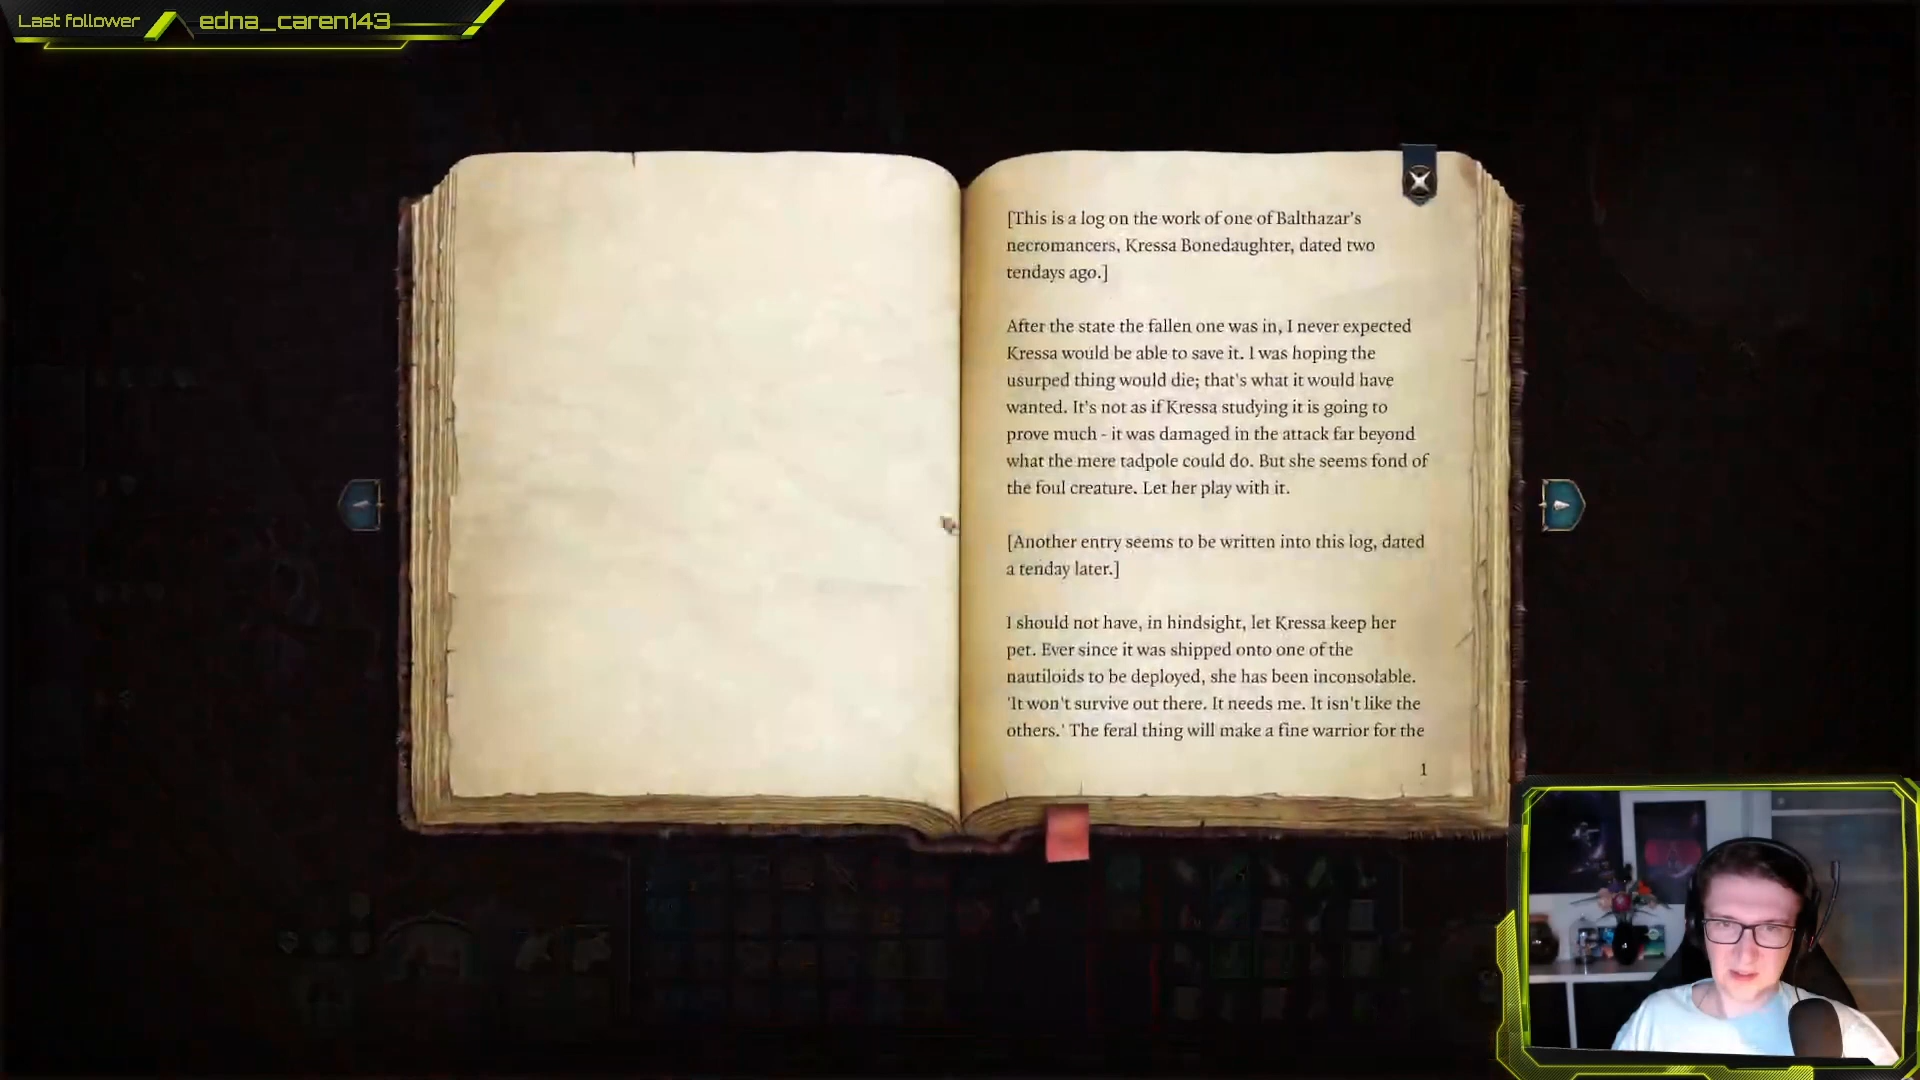 Last follower
edna_caren143
[This is a log on the work of one of Balthazar's
necromancers, Kressa Bonedaughter, dated two
tendays ago.]
After the state the fallen one was in, I never expected
Kressa would be able to save it. I was hoping the
usurped thing would die; that's what it would have
wanted. It's not as if Kressa studying it is going to
prove much - it was damaged in the attack far beyond
what the mere tadpole could do. But she seems fond of
the foul creature. Let her play with it.
[Another entry seems to be written into this log, dated
a tenday later.]
I should not have, in hindsight, let Kressa keep her
pet. Ever since it was shipped onto one of the
nautiloids to be deployed, she has been inconsolable.
'It won't survive out there. It needs me. It isn't like the
others.' The feral thing will make a fine warrior for the
1